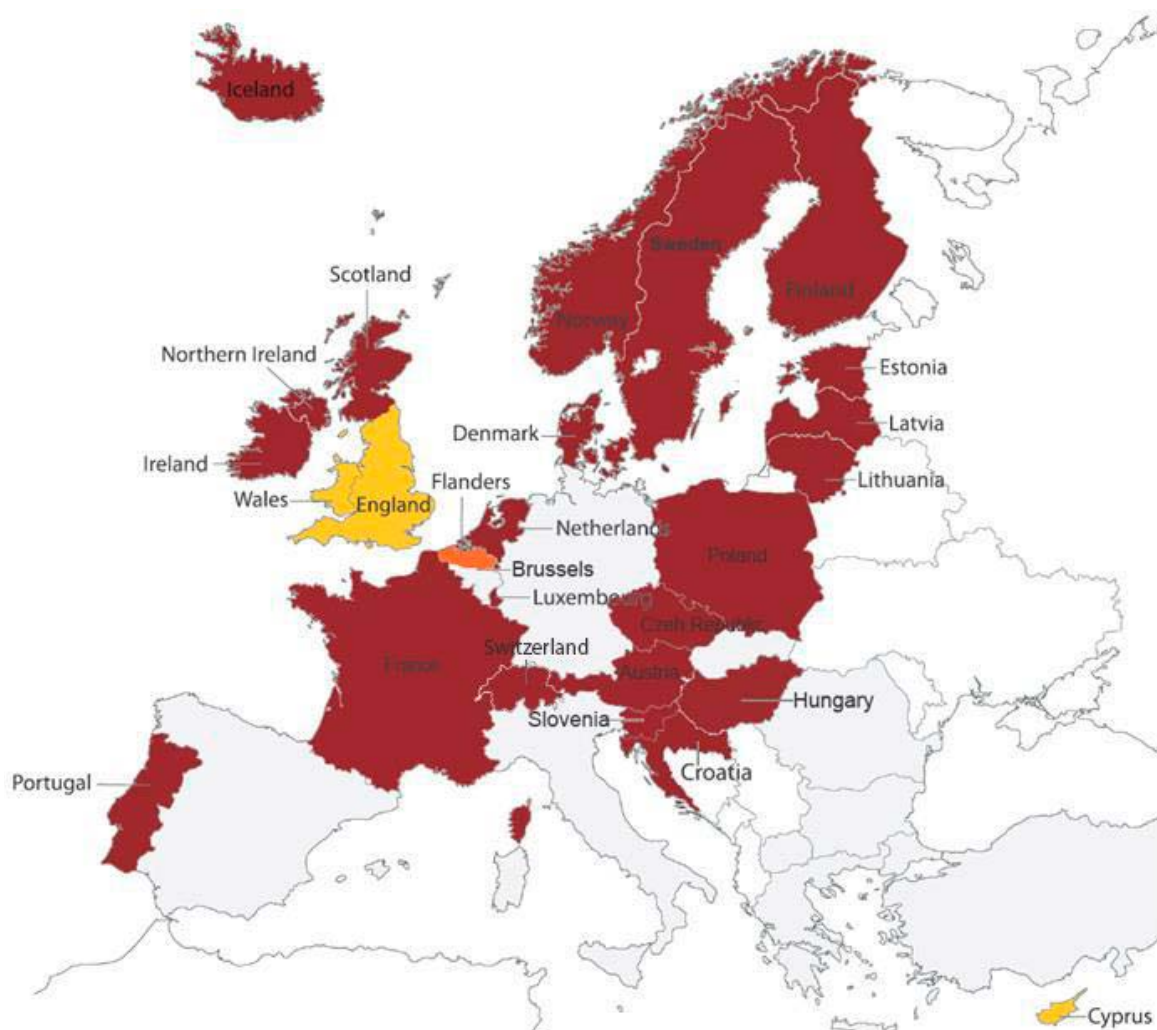 Iceland
Sweden
Scotland
Finland
Norway
Northern Ireland
Estonia
Latvia
Denmark
Ireland
Lithuania
Flanders
Wales
England
Netherlands
Poland
Brussels
Luxembourg
Czeh Republic.
Switzerland
France
Austria
Hungary
Slovenia
Croatia
Portugal
Cyprus